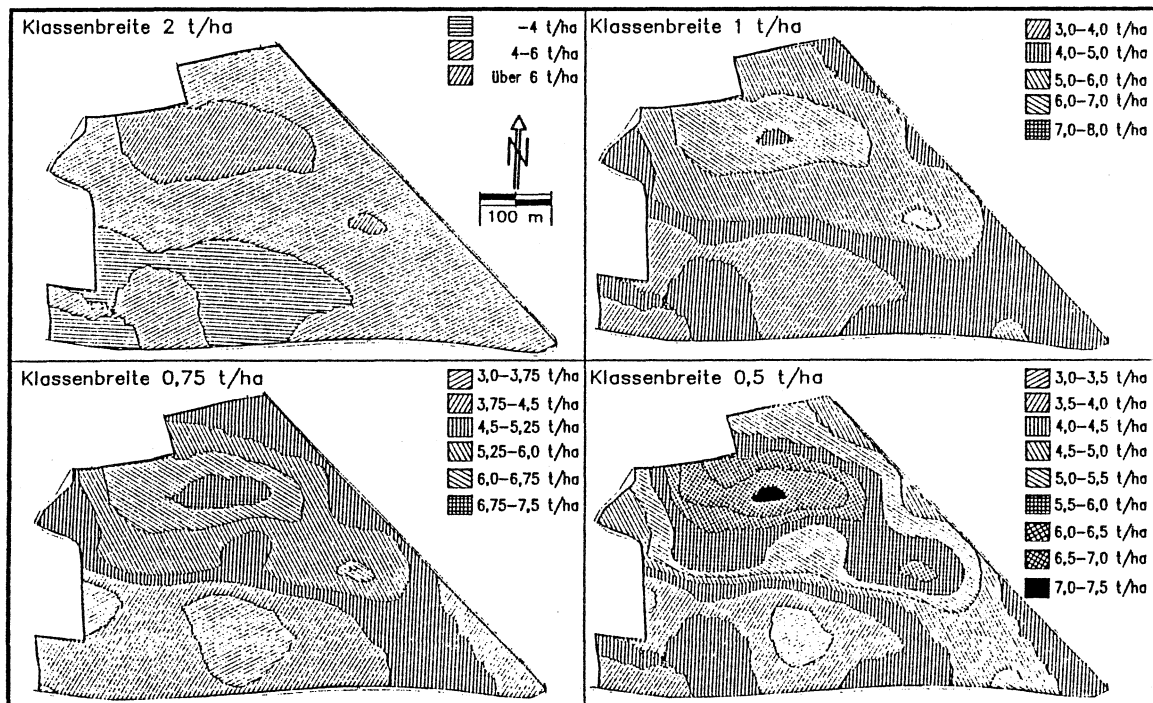 Klassenbreite 2 t/ha
-4 t/ha
4-6 t/ha
über 6 t/ha
N
100 m
Klassenbreite 1 t/ha
3,0-4,0 t/ha
4,0-5,0 t/ha
5,0-6,0 t/ha
6,0-7,0 t/ha
7,0-8,0 t/ha
Klassenbreite 0,75 t/ha
3,0-3,75 t/ha
3,75-4,5 t/ha
4,5-5,25 t/ha
5,25-6,0 t/ha
6,0-6,75 t/ha
6,75-7,5 t/ha
Klassenbreite 0,5 t/ha
3,0-3,5 t/ha
3,5-4,0 t/ha
4,0-4,5 t/ha
4,5-5,0 t/ha
5,0-5,5 t/ha
5,5-6,0 t/ha
6,0-6,5 t/ha
6,5-7,0 t/ha
7,0-7,5 t/ha